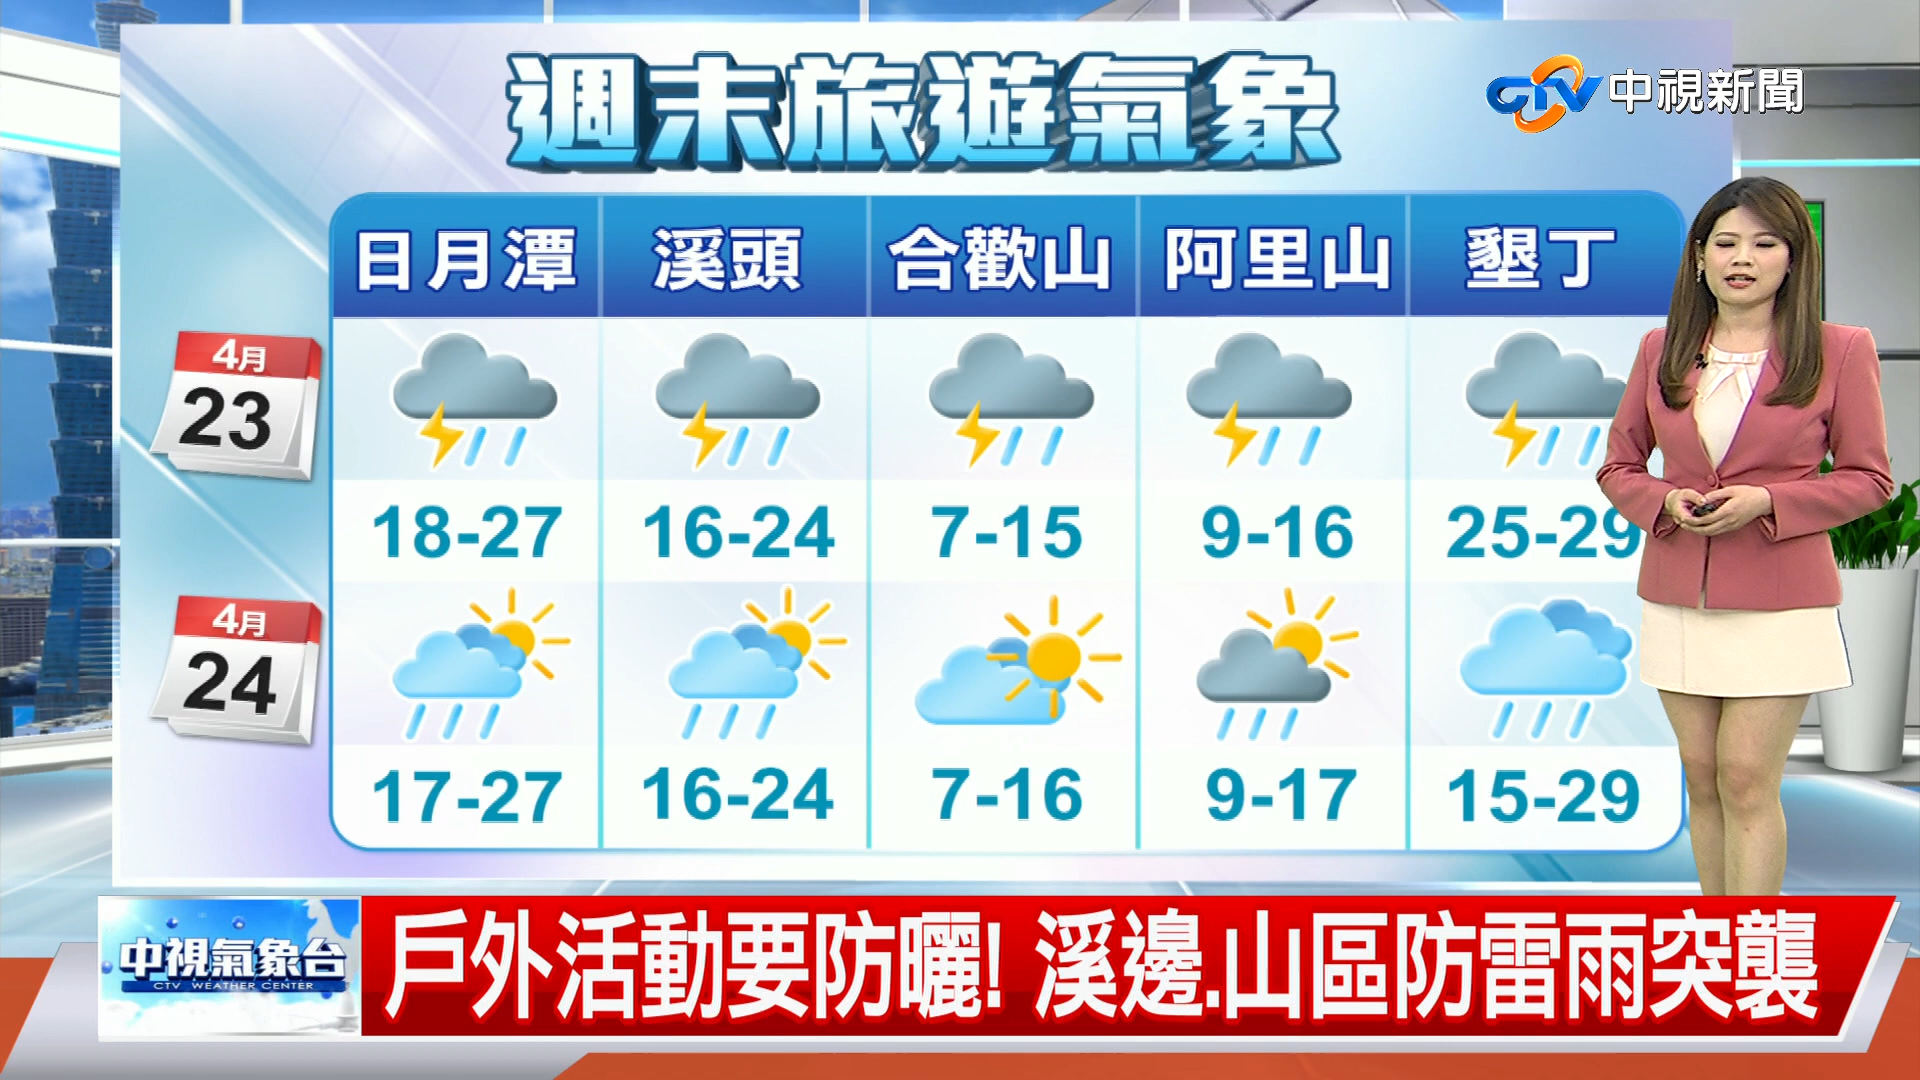 週末旅遊氣象
CTV 中視新聞
日月潭 溪頭 合歡山 阿里山 墾丁
4月
23
18-27 16-24 7-15 9-16 25-29
4月
24
17-27 16-24 7-16 9-17 15-29
中視氣象台
CTV WEATHER CENTER
戶外活動要防曬! 溪邊.山區防雷雨突襲